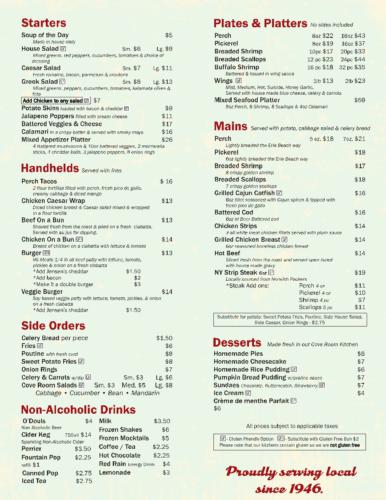 Starters
Soup of the Day $5
Made in house daily
House Salad Sm. $6 Lg. $9
Mixed greens, red peppers, cucumbers, tomatoes & choice of dressing
Caesar Salad Sm. $7 Lg. $11
Fresh romaine, bacon, parmesan & croutons
Greek Salad Sm. $8 Lg. $13
Mixed greens, peppers, cucumbers, tomatoes, kalamata olives & feta
Add Chicken to any salad $7
Potato Skins loaded with bacon & cheddar $9
Jalapeno Poppers filled with cream cheese $11
Battered Veggies & Cheese $17
Calamari in a crispy batter & served with smokey mayo $16
Mixed Appetizer Platter $26
4 battered mushrooms & 4 battered veggies, 2 mozzarella sticks, 4 cheddar balls, 3 jalapeno poppers, 8 onion rings
Handhelds Served with fries
Perch Tacos $16
2 flour tortillas filled with perch, fresh pico de gallo, creamy cabbage & diced mango
Chicken Caesar Wrap $13
Diced chicken breast & Caesar salad mixed & wrapped in a flour tortilla
Beef On a Bun $13
Shaved fresh from the roast & piled on a fresh ciabatta. Served with au jus for dipping.
Chicken On a Bun $14
Breast of chicken on a ciabatta with lettuce & tomato
Burger $13
We create 1/4 lb all beef patty with lettuce, tomato, pickles & onion on a fresh ciabatta
*Add Jensen's cheddar $1.50
*Add bacon $2
*Make it a double burger $3
Veggie Burger $14
Soy based veggie patty with lettuce, tomato, pickles, & onion on a fresh ciabatta
*Add Jensen's cheddar $1.50
Side Orders
Celery Bread per piece $1.50
Fries $6
Poutine with fresh curd $8
Sweet Potato Fries $8
Onion Rings $7
Celery & Carrots w/dip Sm. $3 Lg. $6
Cove Room Salads Sm. $3 Med. $5 Lg. $8
Cabbage • Cucumber • Bean • Mandarin
Non-Alcoholic Drinks
O'Douls $4
Non Alcoholic Beer
Cider Keg 750ml $14
Sparkling Non Alcoholic Cider
Perrier $3.50
Fountain Pop $2.25
refill $1
Canned Pop $2.75
Iced Tea $2.75
Milk $3.50
Frozen Slushies $5
Frozen Mocktails $5
Coffee / Tea $2.25
Hot Chocolate $2.25
Red Rain Energy Drink $4
Lemonade $3
Plates & Platters No sides included
Perch 8oz $22 16oz $43
Pickerel 8oz $19 16oz $37
Breaded Shrimp 10pc $17 20pc $33
Breaded Scallops 12 pc $23 24pc $44
Buffalo Shrimp 16 pc $18 32 pc $35
Battered & tossed in wing sauce
Wings 1lb $13 2lb $23
Mild, Medium, Hot, Suicide, Honey Garlic.
Served with house made blue cheese, celery & carrots
Mixed Seafood Platter $69
8oz Perch, 8 Shrimp, 8 Scallops & 4oz Calamari
Mains Served with potato, cabbage salad & celery bread
Perch 5 oz. $18 7oz. $21
Lightly breaded the Erie Beach way
Pickerel $18
6oz lightly breaded the Erie Beach way
Breaded Shrimp $17
8 crispy golden shrimp
Breaded Scallops $18
7 crispy golden scallops
Grilled Cajun Catfish $16
6oz fillet seasoned with Cajun spices & topped with fresh pico de gallo
Battered Cod $16
6oz in Beer Battered cod
Chicken Strips $14
3 all white meat chicken fillets served with plum sauce
Grilled Chicken Breast $14
6oz seasoned boneless chicken breast
Hot Beef $14
Sliced fresh from the roast and served open faced with house made gravy
NY Strip Steak 8oz $19
Locally sourced from Norwich Packers
*Steak Add ons: Perch 4 oz $11
Pickerel 4 oz $10
Shrimp 4 pc $7
Scallops 5 pc $11
Substitute for potato: Sweet Potato Fries, Poutine, Side House Salad, Side Caesar, Onion Rings - $2.75
Desserts Made fresh in our Cove Room Kitchen
Homemade Pies $6
Homemade Cheesecake $7
Homemade Rice Pudding $6
Pumpkin Bread Pudding w/praline sauce $7
Sundaes Chocolate, Butterscotch, Strawberry $7
Ice Cream $4
Crème de menthe Parfait
$6
All prices subject to applicable taxes
- Gluten Friendly Option - Substitute with Gluten Free Bun $2
Please note that our kitchens contain gluten so we are not gluten free
Proudly serving local
since 1946.